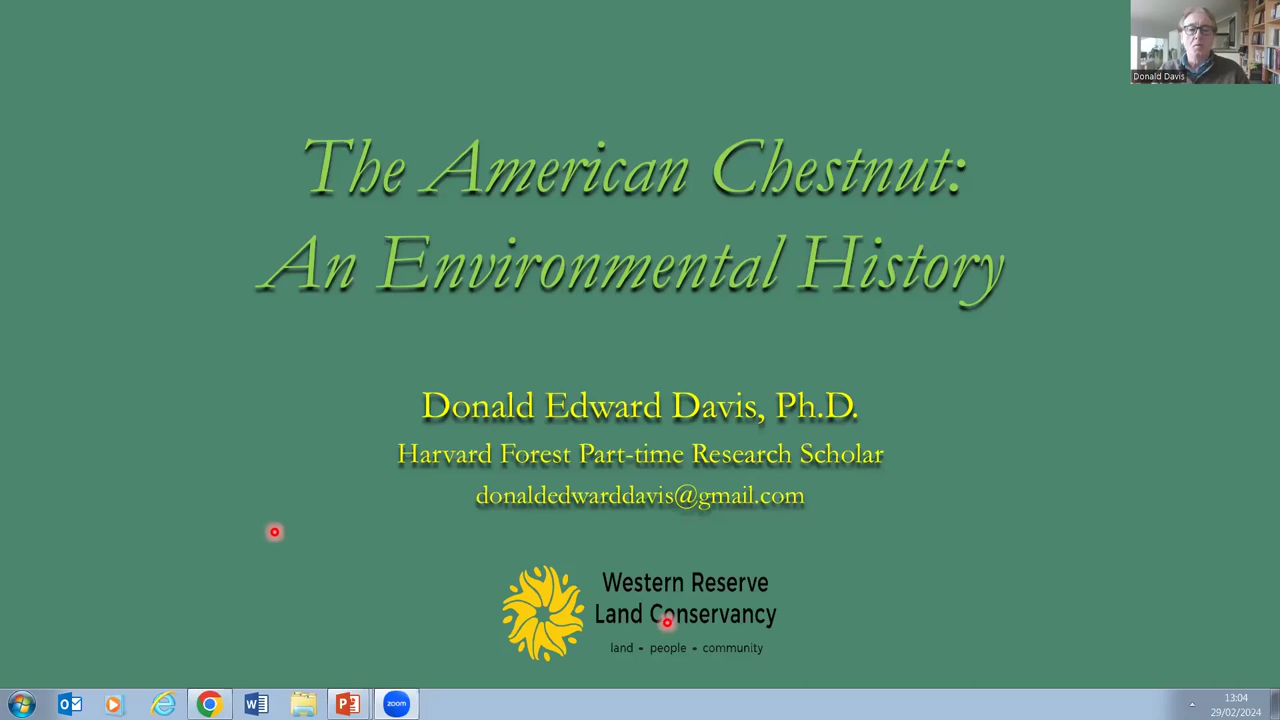 Donald Davis
The American Chestnut:
An Environmental History
Donald Edward Davis, Ph.D.
Harvard Forest Part-time Research Scholar
donaldedwarddavis@gmail.com
Western Reserve
Land Conservancy
land - people - community
zoom
13:04
29/02/2024